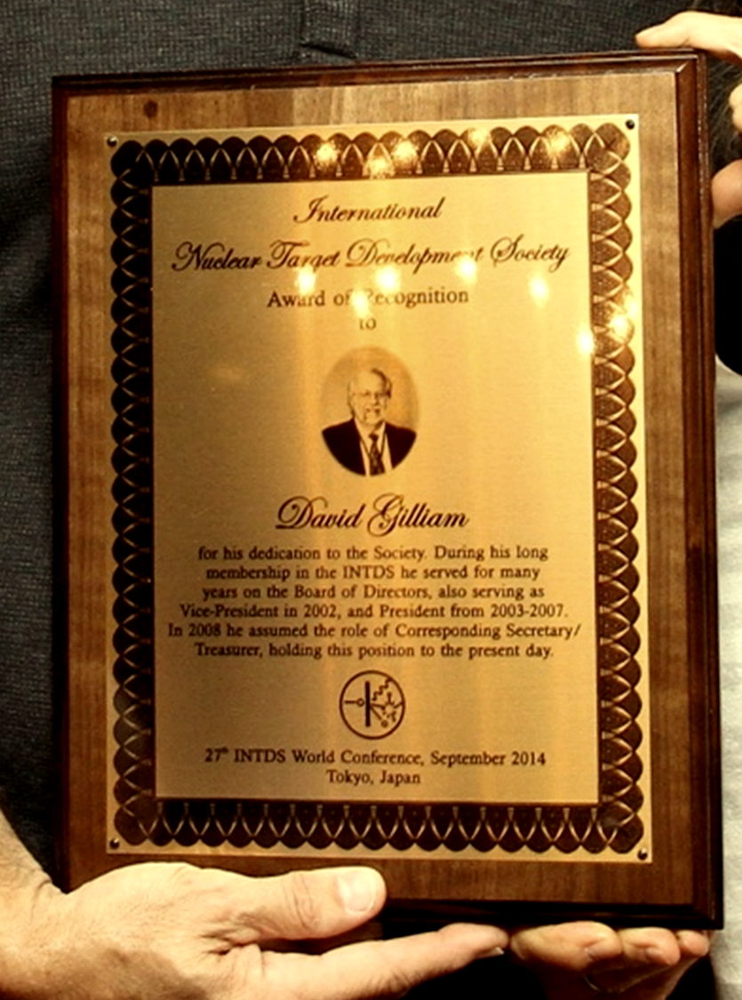 International
Nuclear Target Development Society
Award of Recognition
to
David Gilliam
for his dedication to the Society. During his long
membership in the INTDS he served for many
years on the Board of Directors, also serving as
Vice-President in 2002, and President from 2003-2007.
In 2008 he assumed the role of Corresponding Secretary/
Treasurer, holding this position to the present day.
27th INTDS World Conference, September 2014
Tokyo, Japan